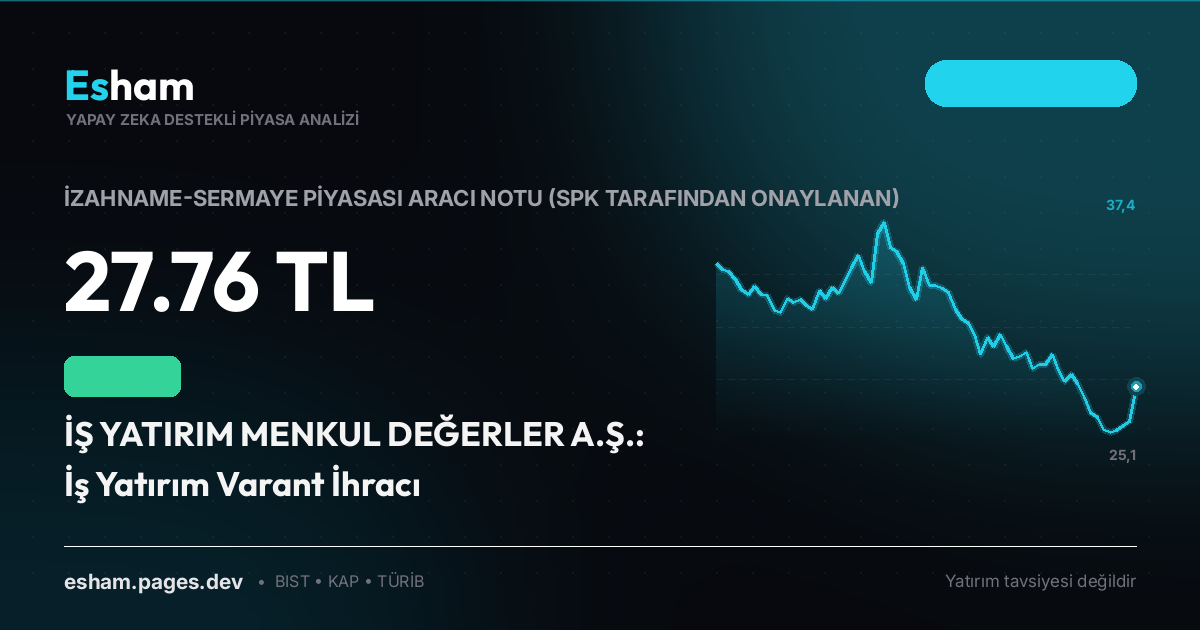 Esham
YAPAY ZEKA DESTEKLİ PİYASA ANALİZİ
İZAHNAME-SERMAYE PİYASASI ARACI NOTU (SPK TARAFINDAN ONAYLANAN)
37,4
27.76 TL
İŞ YATIRIM MENKUL DEĞERLER A.Ş.:
25,1
İş Yatırım Varant İhracı
esham.pages.dev • BIST • KAP • TÜRİB
Yatırım tavsiyesi değildir